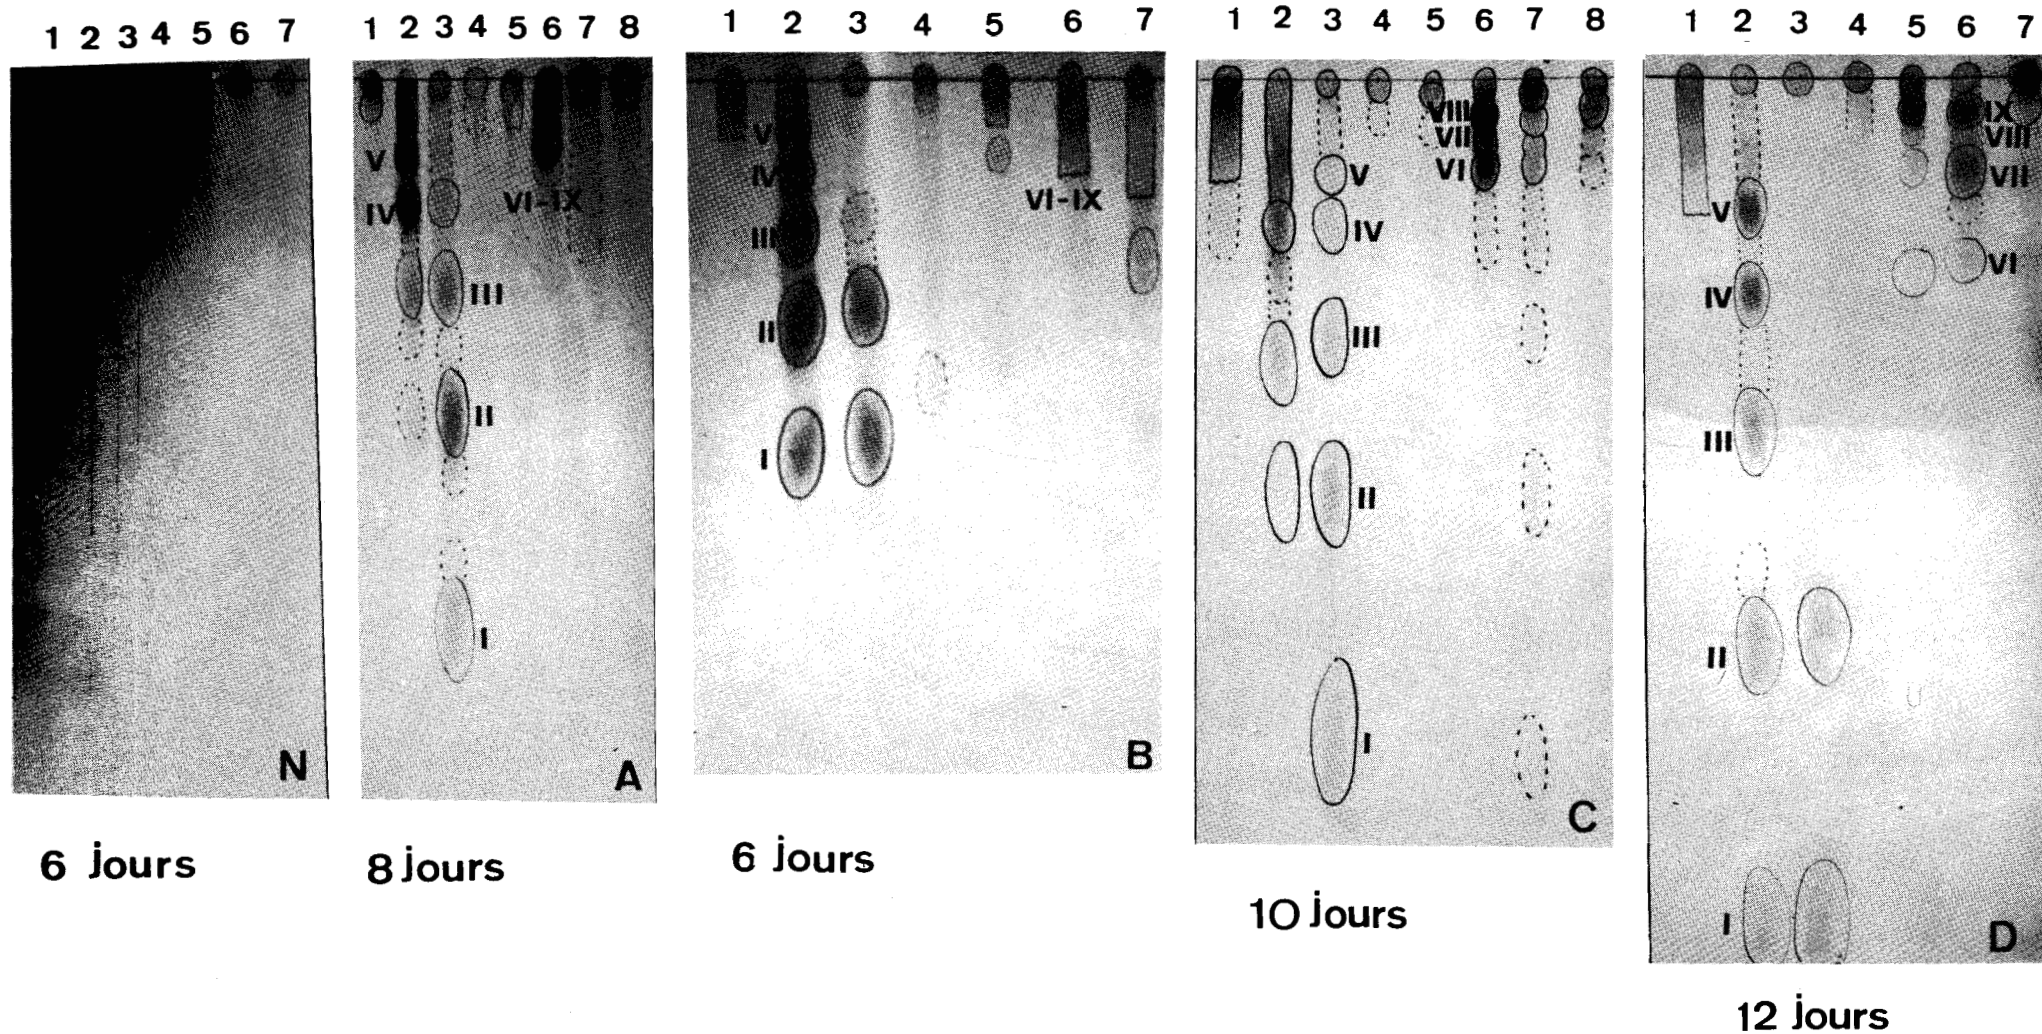 1 2 3 4 5 6 7
N
6 jours
1 2 3 4 5 6 7 8
V
IV
VI-IX
III
II
I
A
8 jours
1 2 3 4 5 6 7
V
IV
VI-IX
III
II
I
B
6 jours
1 2 3 4 5 6 7 8
VIII
VII
V VI
IV
III
II
I
C
10 jours
1 2 3 4 5 6 7
IX
VIII
VII
V
VI
IV
III
II
I
D
12 jours